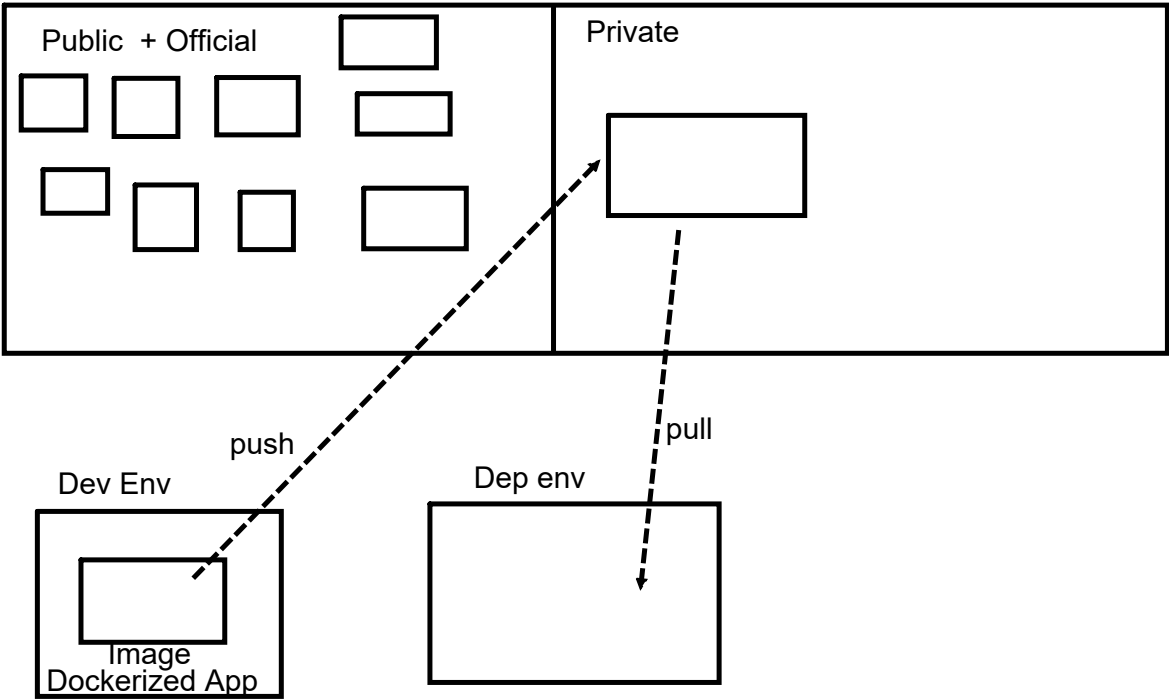 Public + Official
Private
push
pull
Dev Env
Dep env
Image
Dockerized App